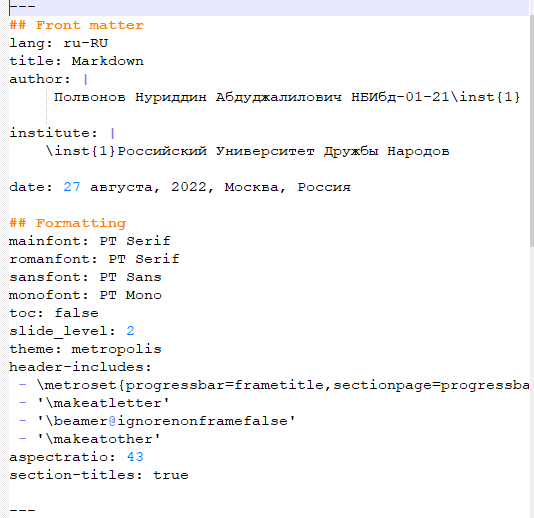 ---
## Front matter
lang: ru-RU
title: Markdown
author: |
     Полвонов Нуриддин Абдуджалилович НБИбд-01-21\inst{1}

institute: |
    \inst{1}Российский Университет Дружбы Народов

date: 27 августа, 2022, Москва, Россия

## Formatting
mainfont: PT Serif
romanfont: PT Serif
sansfont: PT Sans
monofont: PT Mono
toc: false
slide_level: 2
theme: metropolis
header-includes:
 - \metroset{progressbar=frametitle,sectionpage=progressba
 - '\makeatletter'
 - '\beamer@ignorenonframefalse'
 - '\makeatother'
aspectratio: 43
section-titles: true

---